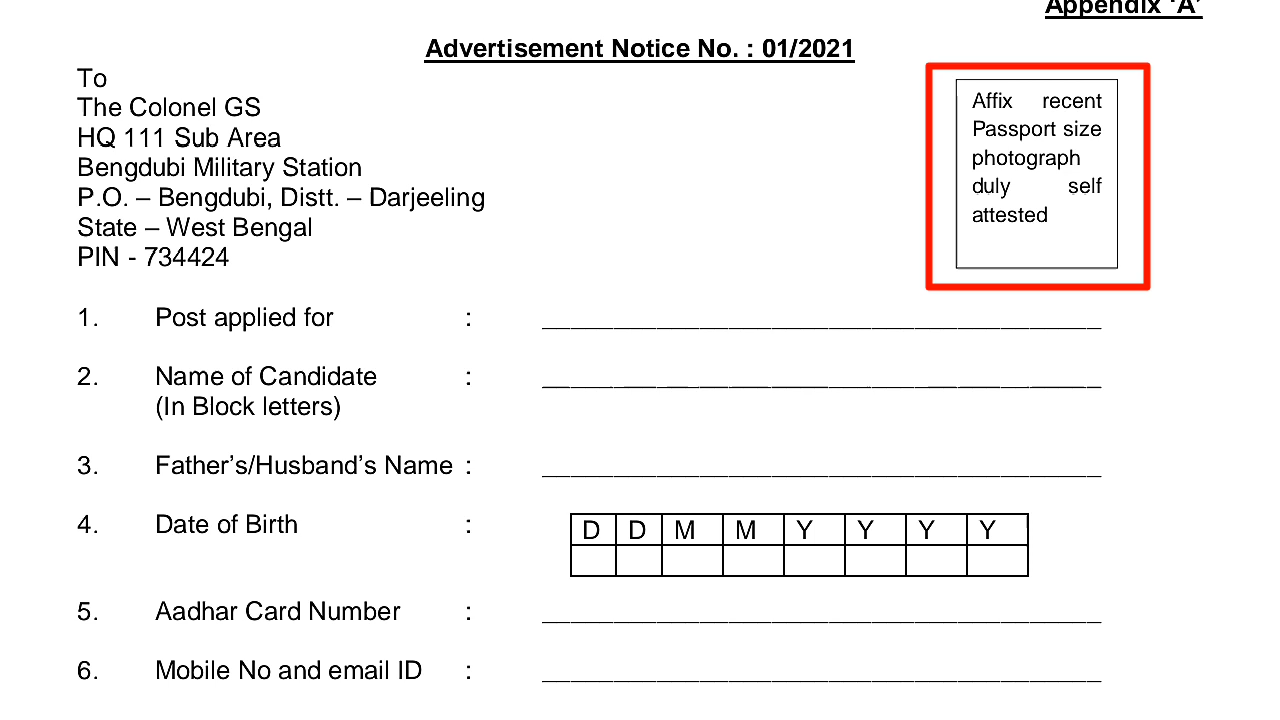 Appendix ‘A’
Advertisement Notice No. : 01/2021
To
The Colonel GS
HQ 111 Sub Area
Bengdubi Military Station
P.O. – Bengdubi, Distt. – Darjeeling
State – West Bengal
PIN - 734424
Affix recent
Passport size
photograph
duly self
attested
1. Post applied for :
2. Name of Candidate :
(In Block letters)
3. Father’s/Husband’s Name :
4. Date of Birth : D D M M Y Y Y Y
5. Aadhar Card Number :
6. Mobile No and email ID :